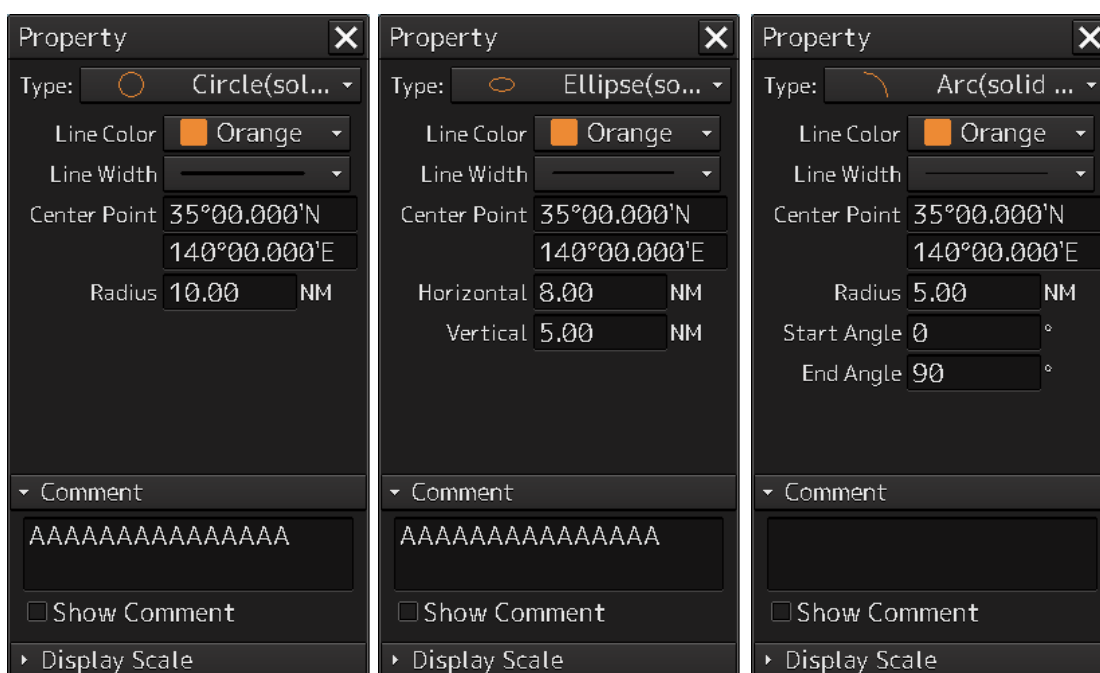 Property
Type: Circle(sol...
Line Color Orange
Line Width
Center Point 35°00.000'N
140°00.000'E
Radius 10.00 NM
Comment
AAAAAAAAAAAAAAA
Show Comment
Display Scale
Property
Type: Ellipse(so...
Line Color Orange
Line Width
Center Point 35°00.000'N
140°00.000'E
Horizontal 8.00 NM
Vertical 5.00 NM
Comment
AAAAAAAAAAAAAAA
Show Comment
Display Scale
Property
Type: Arc(solid ...
Line Color Orange
Line Width
Center Point 35°00.000'N
140°00.000'E
Radius 5.00 NM
Start Angle 0 °
End Angle 90 °
Comment
Show Comment
Display Scale